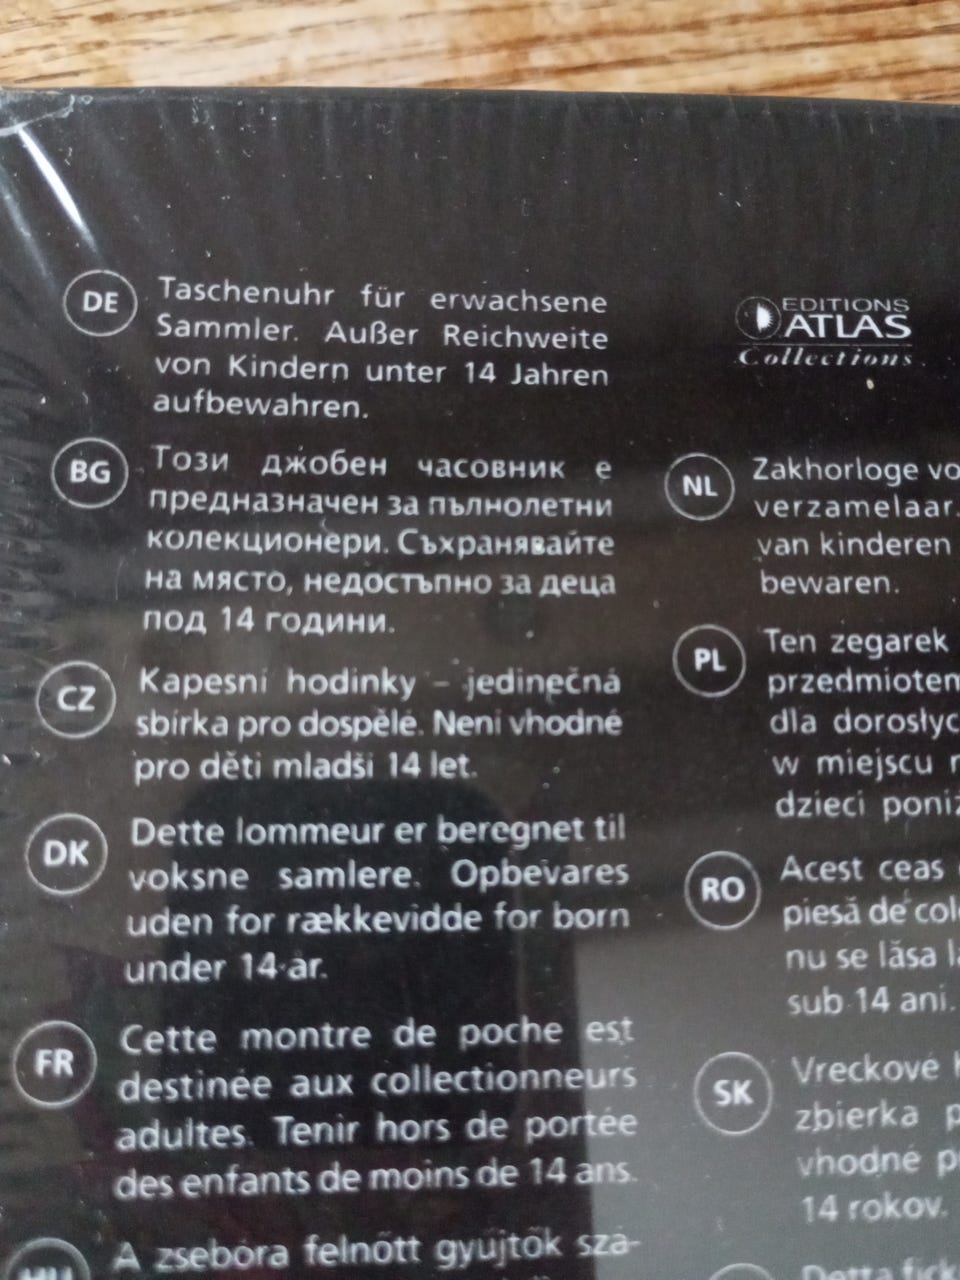 DE
Taschenuhr für erwachsene
Sammler. Außer Reichweite
von Kindern unter 14 Jahren
aufbewahren.
BG
Този джобен часовник е
предназначен за пълнолетни
колекционери. Съхранявайте
на място, недостъпно за деца
под 14 години.
CZ
Kapesní hodinky – jedinečná
sbírka pro dospělé. Není vhodné
pro děti mladší 14 let.
DK
Dette lommeur er beregnet til
voksne samlere. Opbevares
uden for rækkevidde for børn
under 14 år.
FR
Cette montre de poche est
destinée aux collectionneurs
adultes. Tenir hors de portée
des enfants de moins de 14 ans.
HU
A zsebóra felnőtt gyűjtők szá-
EDITIONS
ATLAS
Collections
NL
Zakhorloge vo
verzamelaar.
van kinderen
bewaren.
PL
Ten zegarek
przedmiotem
dla dorosłyc
w miejscu
dzieci poniż
RO
Acest ceas
piesă de col
nu se lăsa
sub 14 ani.
SK
Vreckové
zbierka
vhodné
14 rokov.